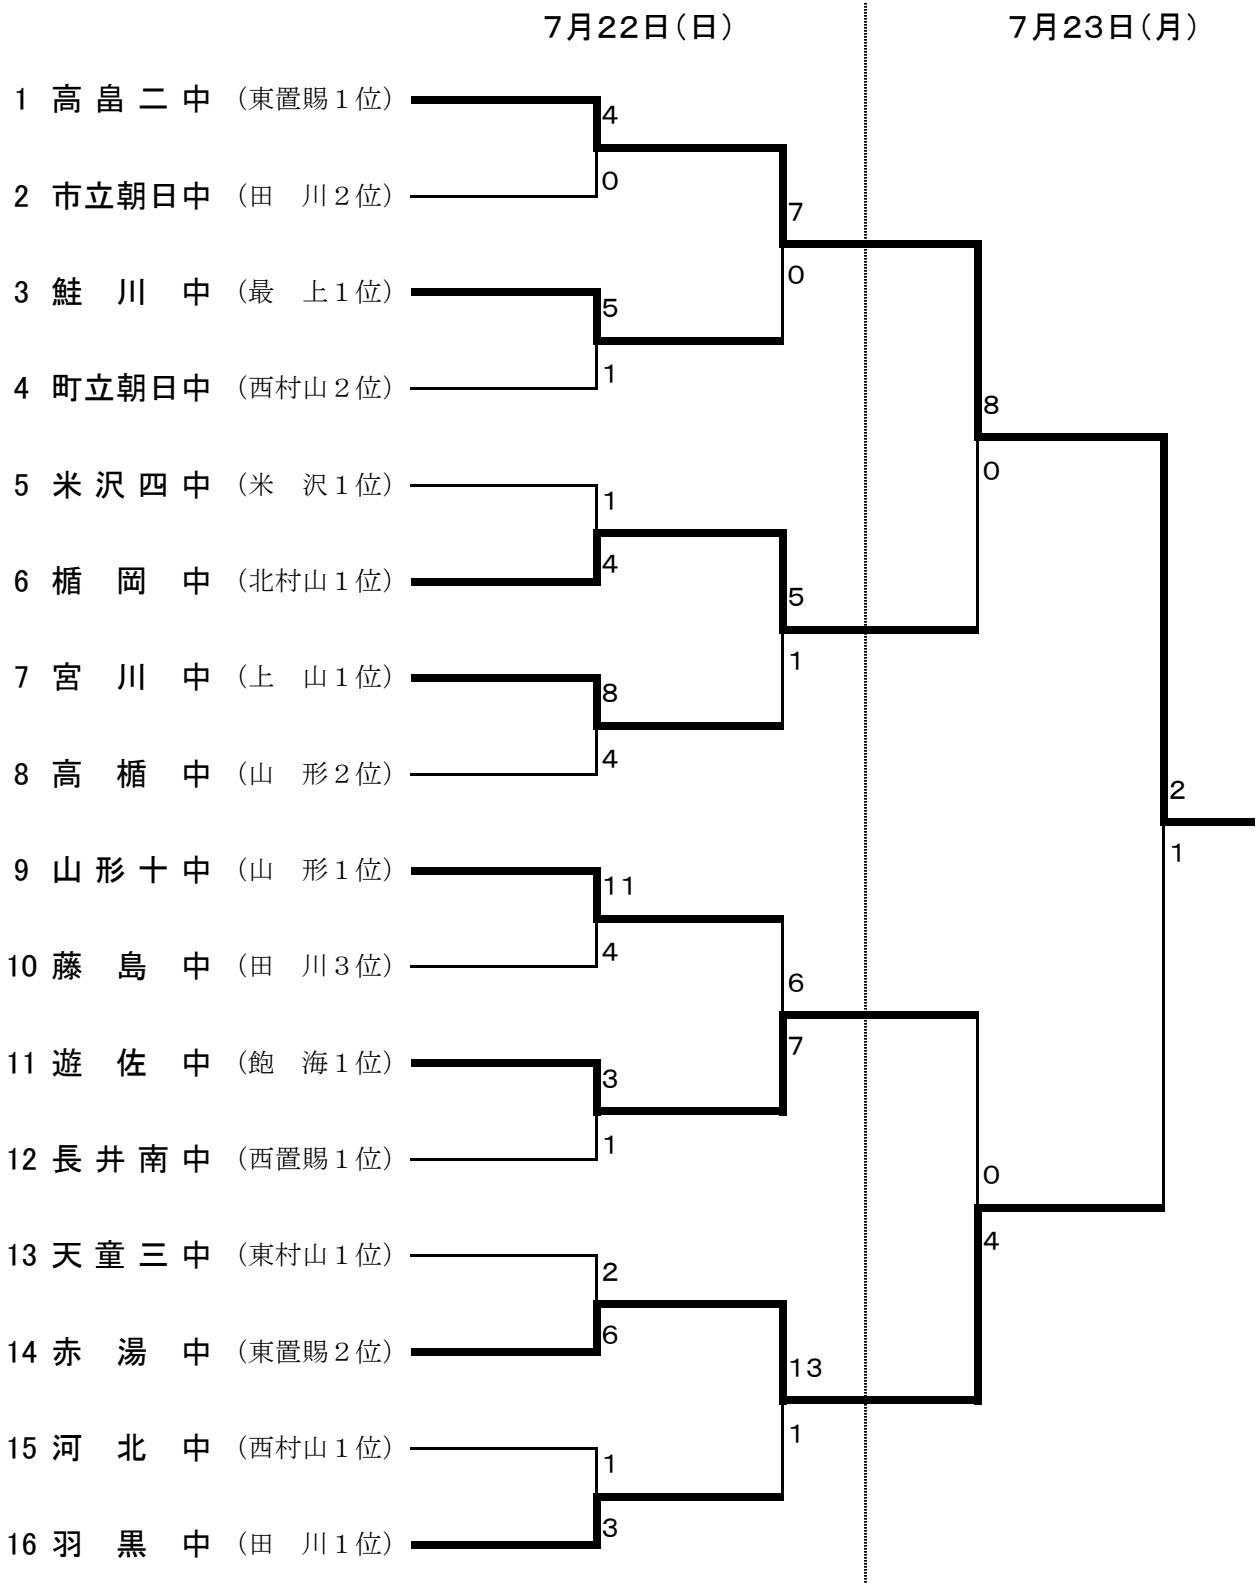 7月22日(日) 7月23日(月)
1 高畠二中 (東置賜1位)
4
0
2 市立朝日中 (田 川2位)
7
0
3 鮭川中 (最 上1位)
5
1
4 町立朝日中 (西村山2位)
8
0
5 米沢四中 (米 沢1位)
1
4
6 楯岡中 (北村山1位)
5
1
7 宮川中 (上 山1位)
8
4
8 高楯中 (山 形2位)
2
1
9 山形十中 (山 形1位)
11
4
10 藤島中 (田 川3位)
6
7
11 遊佐中 (飽 海1位)
3
1
12 長井南中 (西置賜1位)
0
4
13 天童三中 (東村山1位)
2
6
14 赤湯中 (東置賜2位)
13
1
15 河北中 (西村山1位)
1
3
16 羽黒中 (田 川1位)